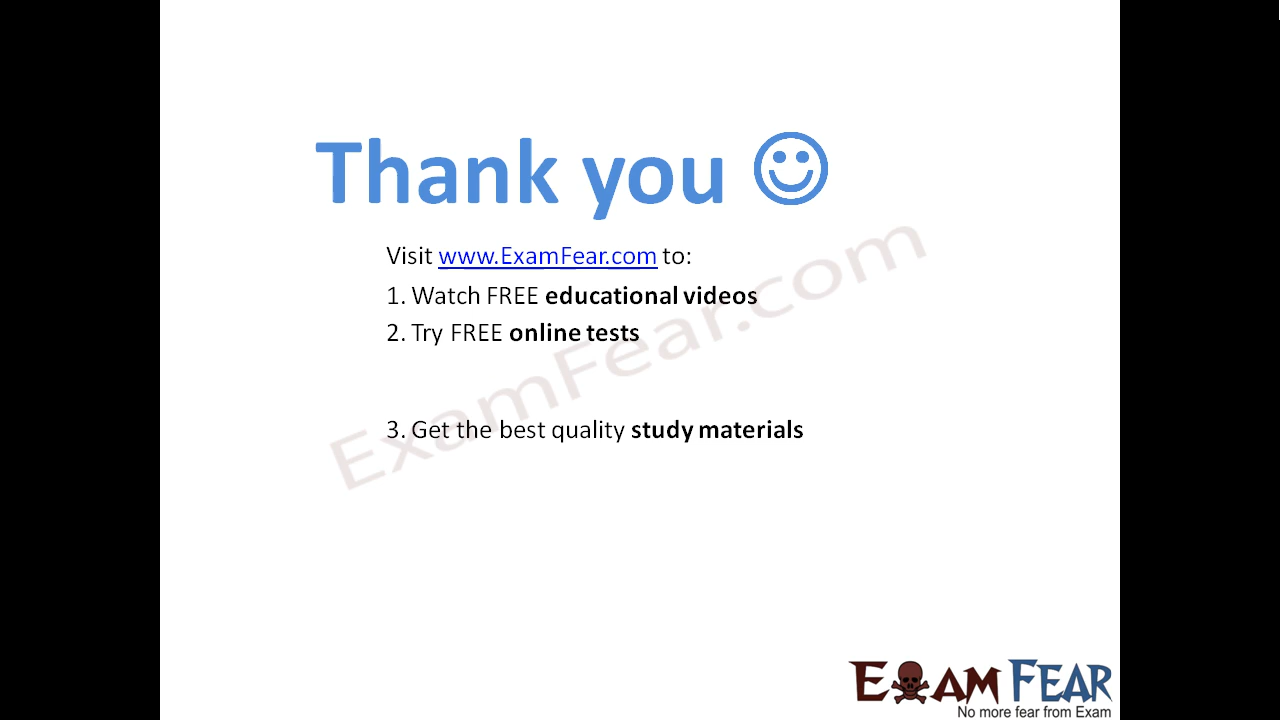 Thank you ☺
Visit www.ExamFear.com to:
1. Watch FREE educational videos
2. Try FREE online tests
3. Get the best quality study materials
ExamFear.com
EXAM FEAR
No more fear from Exam